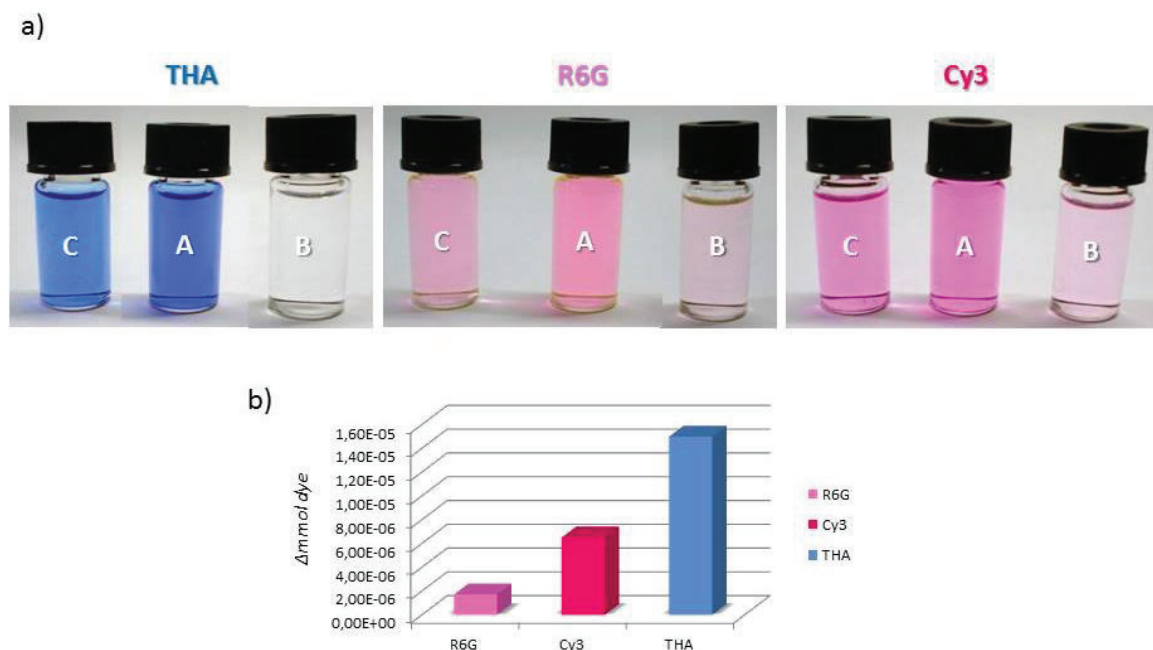 a)
THA R6G Cy3
C A B C A B C A B
b)
1,60E-05
1,40E-05
1,20E-05
1,00E-05
8,00E-06
6,00E-06
4,00E-06
2,00E-06
0,00E+00
Δmmol dye
R6G Cy3 THA
R6G
Cy3
THA